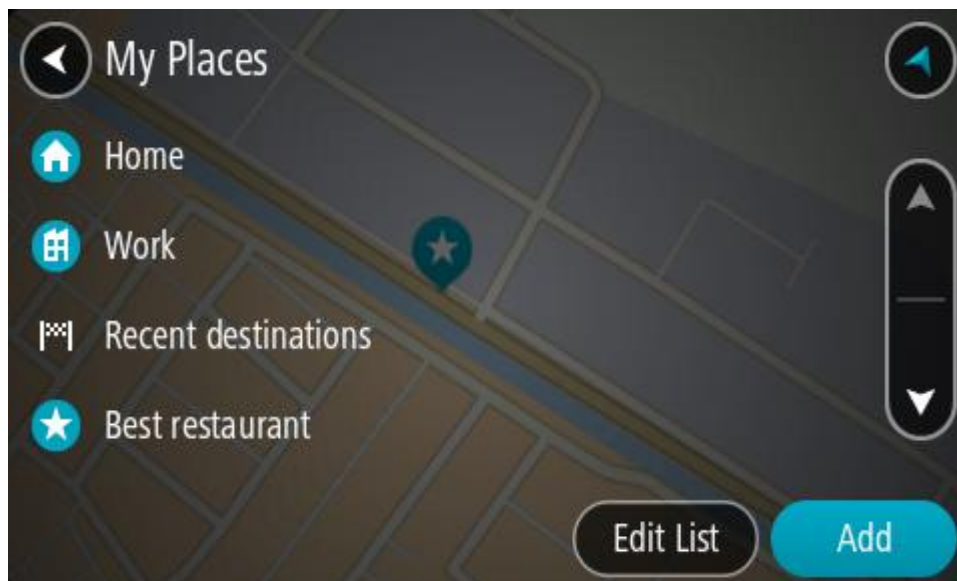 My Places
Home
Work
Recent destinations
Best restaurant
Edit List
Add